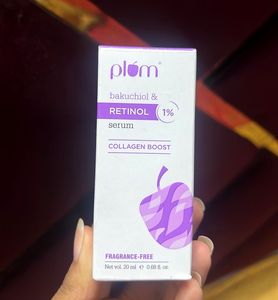 plum®
bakuchiol &
RETINOL 1%
serum
COLLAGEN BOOST
FRAGRANCE-FREE
Net vol. 20 ml ℮ 0.68 fl. oz